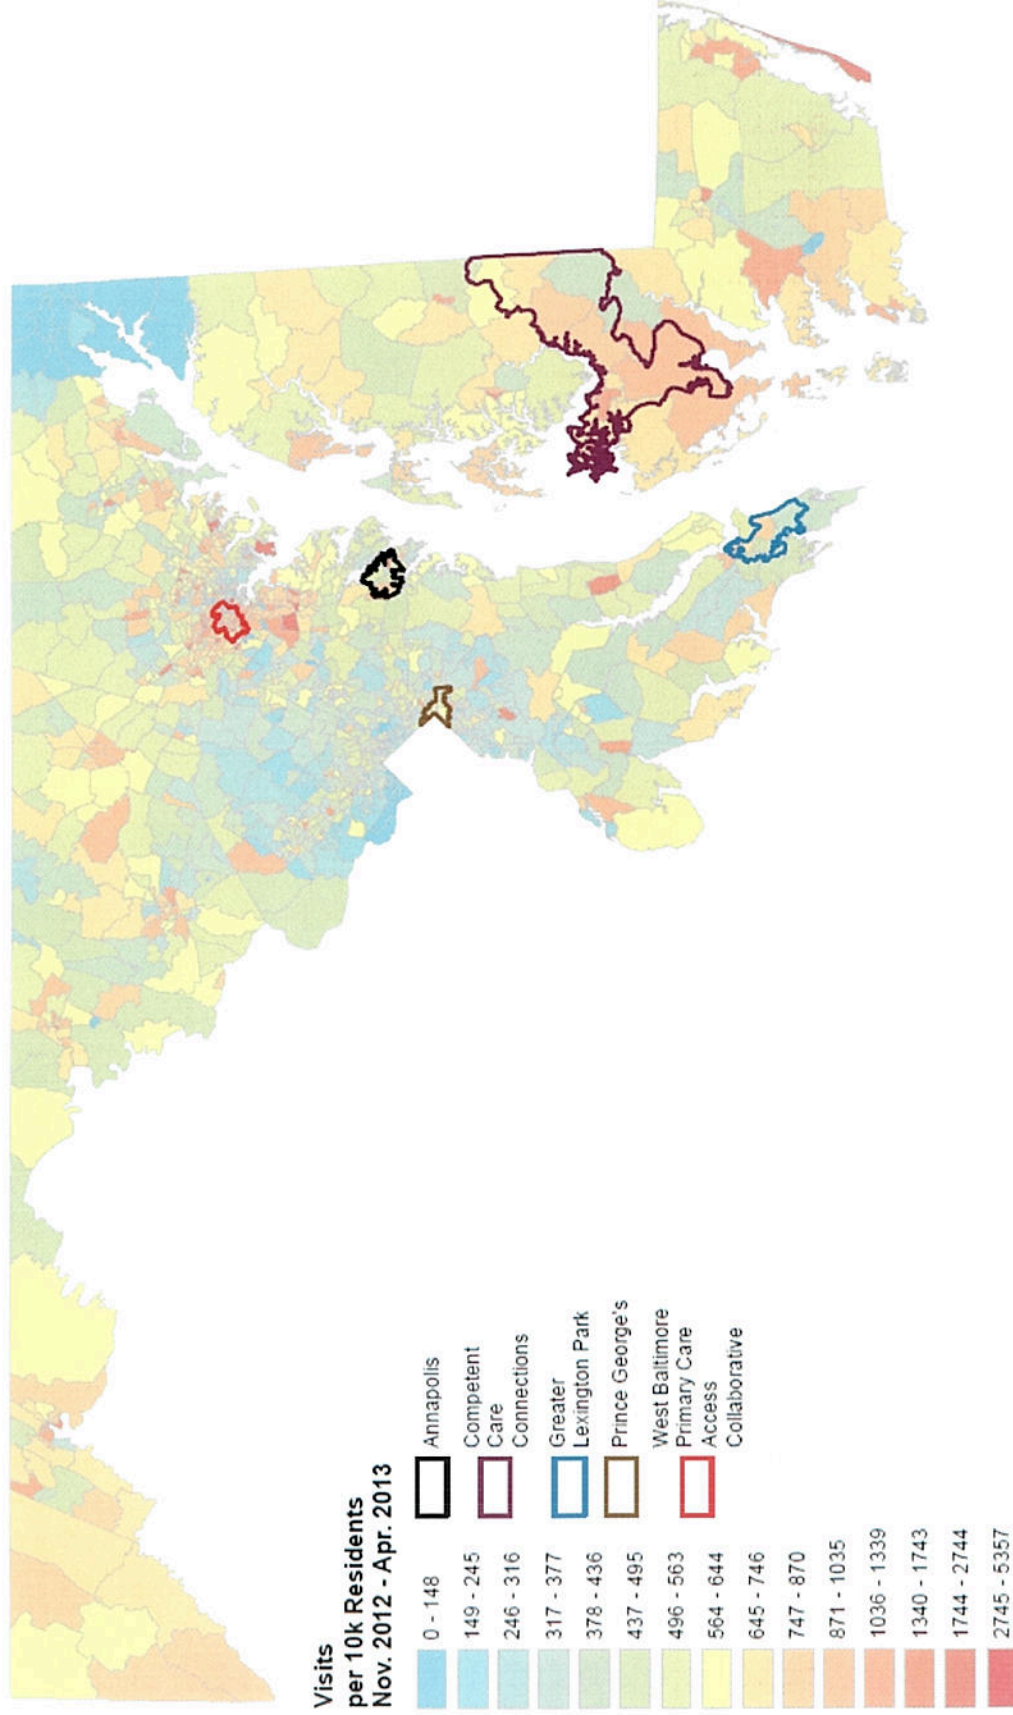 Visits
per 10k Residents
Nov. 2012 - Apr. 2013
0 - 148
149 - 245
246 - 316
317 - 377
378 - 436
437 - 495
496 - 563
564 - 644
645 - 746
747 - 870
871 - 1035
1036 - 1339
1340 - 1743
1744 - 2744
2745 - 5357
Annapolis
Competent
Care
Connections
Greater
Lexington Park
Prince George's
West Baltimore
Primary Care
Access
Collaborative